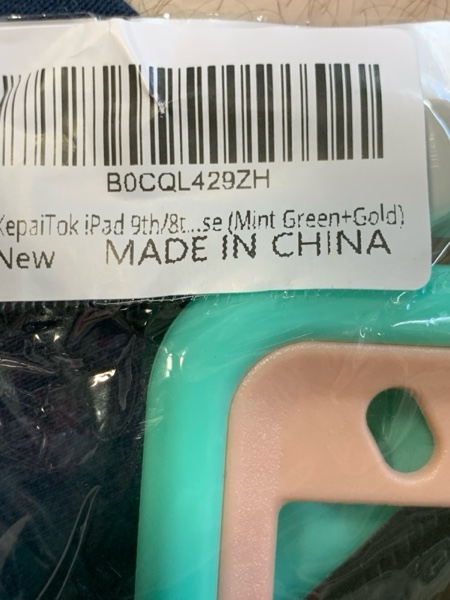 B0CQL429ZH
KepaiTok iPad 9th/8t...se (Mint Green+Gold)
New MADE IN CHINA